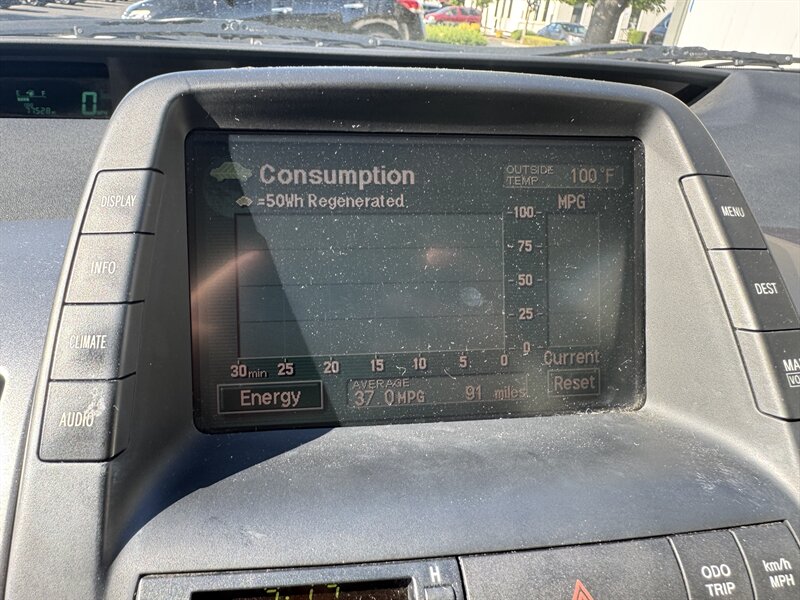 0
DISPLAY
INFO
CLIMATE
AUDIO
Consumption
OUTSIDE TEMP 100°F
=50Wh Regenerated
MPG
100
75
50
25
0
30 min 25 20 15 10 5 0
Current
Energy
AVERAGE
37.0 MPG 91 miles
Reset
MENU
DEST
H
ODO
TRIP
km/h
MPH